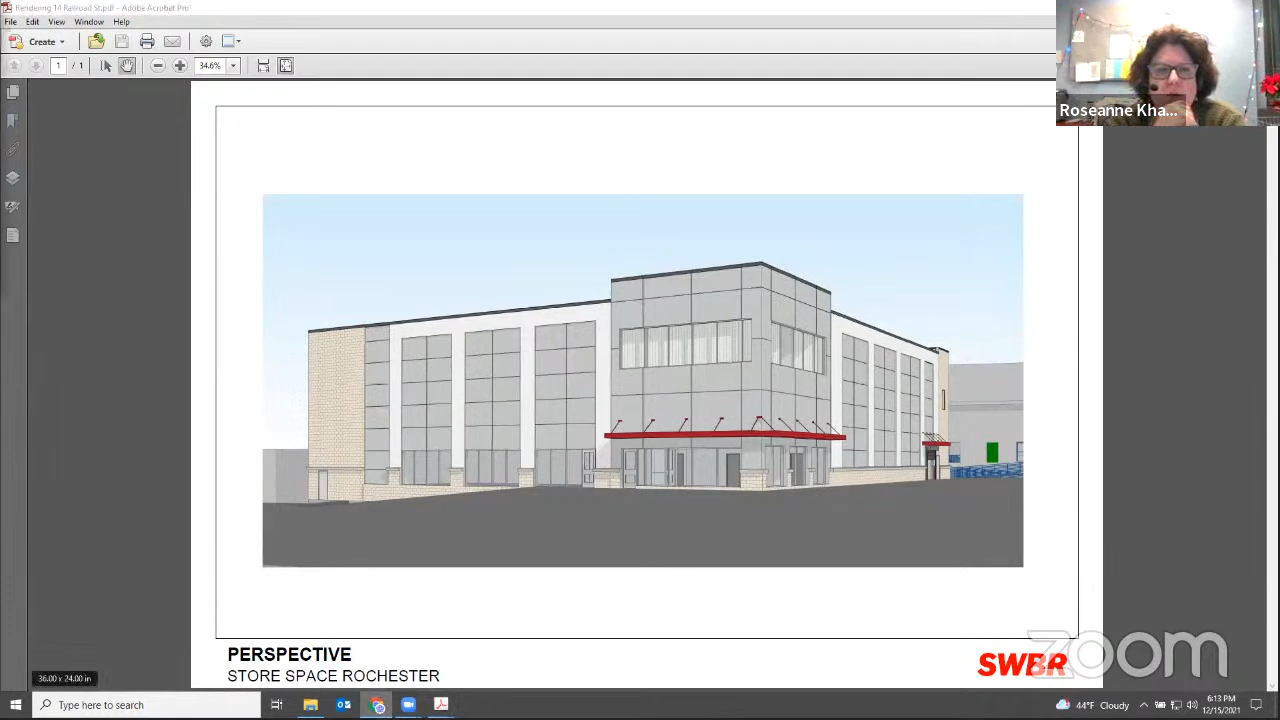 Rendering 14 Railroad St.pdf - Adobe Acrobat Pro
File Edit View Window Help
Create
1 / 1
34.6%
Roseanne Kha...
PERSPECTIVE
STORE SPACE ROCHESTER
SWBR
zoom
36.00 x 24.00 in
Type here to search
44°F Cloudy
6:13 PM
12/15/2021